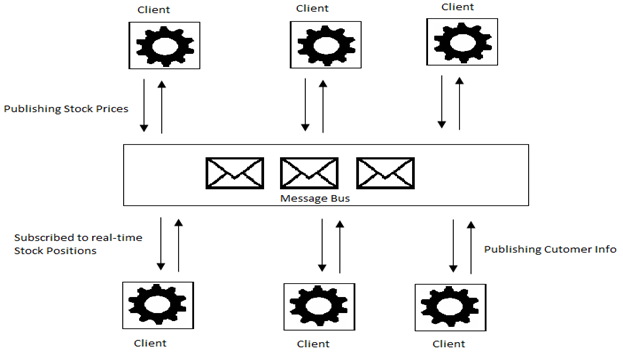 Client
Client
Client
Publishing Stock Prices
Message Bus
Subscribed to real-time
Stock Positions
Publishing Cutomer Info
Client
Client
Client